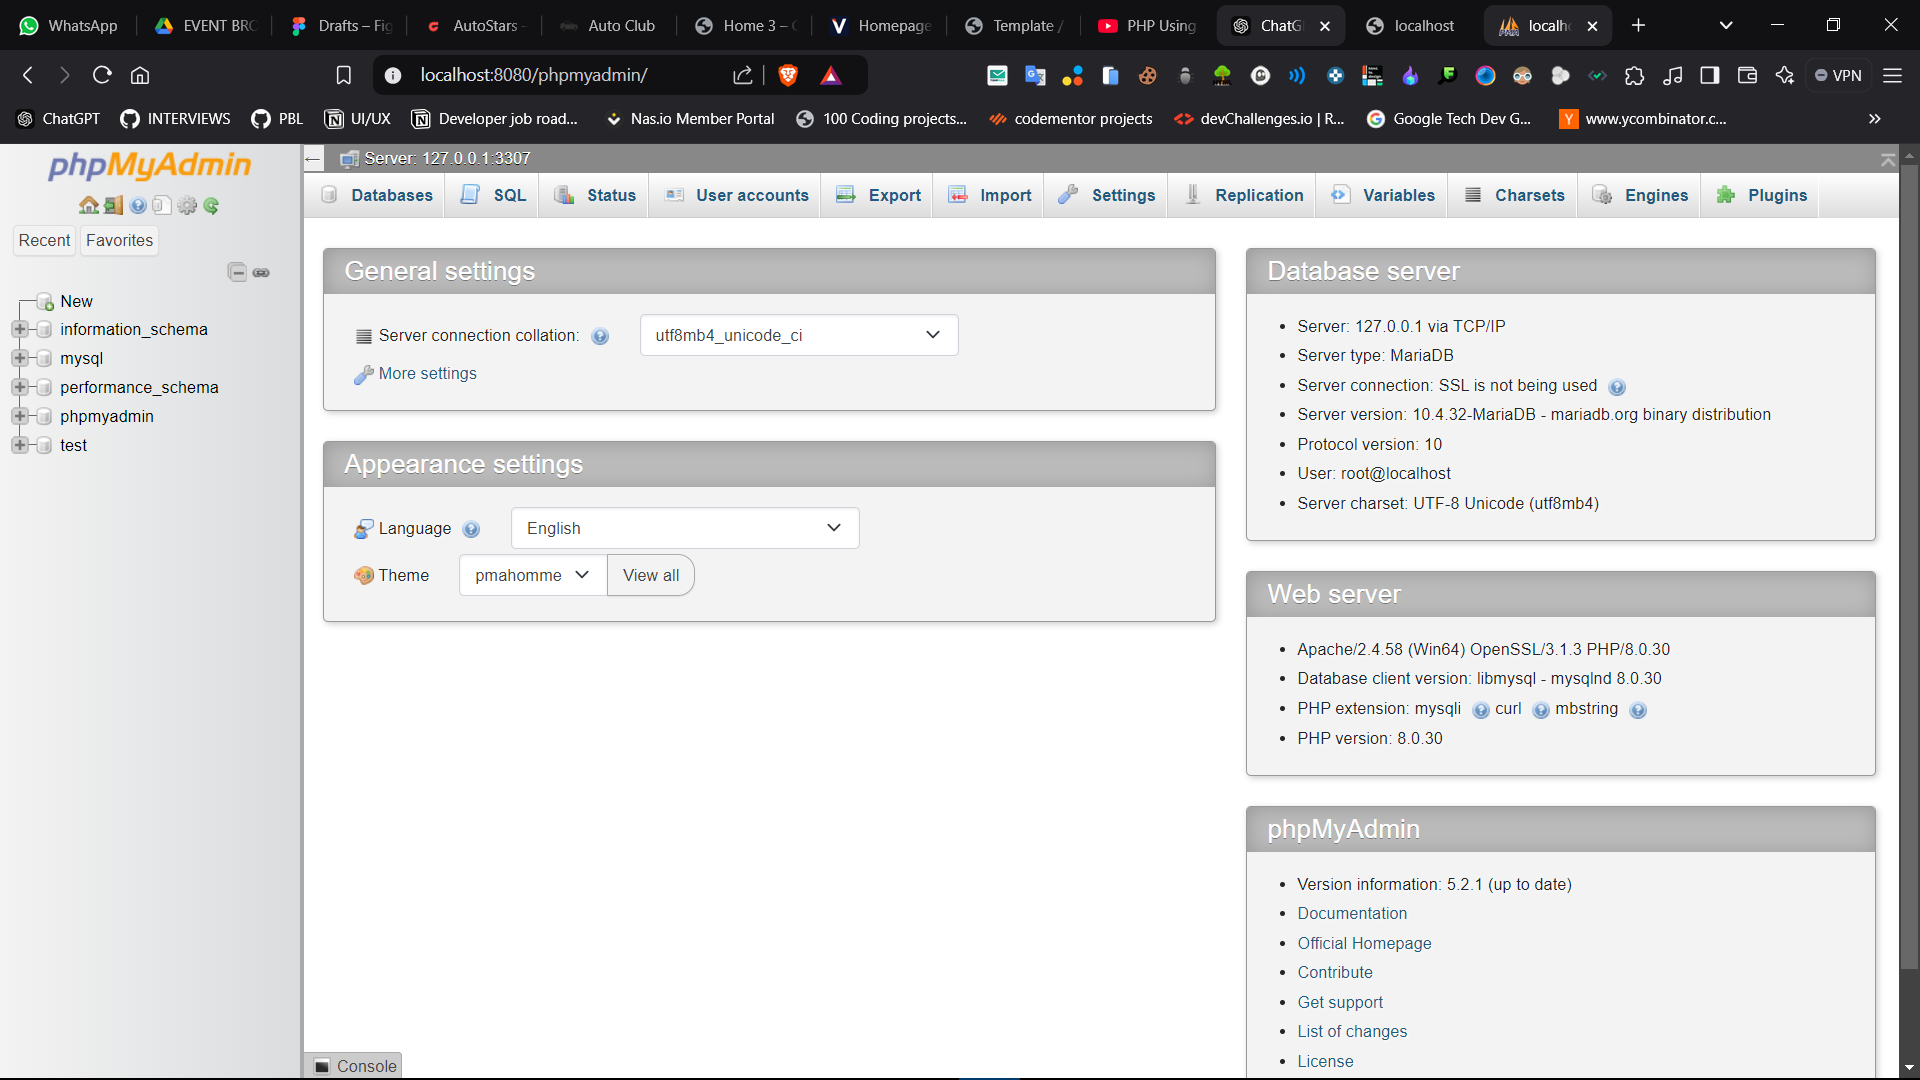 WhatsApp
EVENT BRO
Drafts – Fig
AutoStars -
Auto Club
Home 3 – C
Homepage
Template /
PHP Using
ChatG
localhost
localh
localhost:8080/phpmyadmin/
VPN
ChatGPT
INTERVIEWS
PBL
UI/UX
Developer job road...
Nas.io Member Portal
100 Coding projects...
codementor projects
devChallenges.io | R...
Google Tech Dev G...
www.ycombinator.c...
phpMyAdmin
Recent
Favorites
New
information_schema
mysql
performance_schema
phpmyadmin
test
Server: 127.0.0.1:3307
Databases
SQL
Status
User accounts
Export
Import
Settings
Replication
Variables
Charsets
Engines
Plugins
General settings
Server connection collation:
utf8mb4_unicode_ci
More settings
Appearance settings
Language
English
Theme
pmahomme
View all
Database server
Server: 127.0.0.1 via TCP/IP
Server type: MariaDB
Server connection: SSL is not being used
Server version: 10.4.32-MariaDB - mariadb.org binary distribution
Protocol version: 10
User: root@localhost
Server charset: UTF-8 Unicode (utf8mb4)
Web server
Apache/2.4.58 (Win64) OpenSSL/3.1.3 PHP/8.0.30
Database client version: libmysql - mysqlnd 8.0.30
PHP extension: mysqli curl mbstring
PHP version: 8.0.30
phpMyAdmin
Version information: 5.2.1 (up to date)
Documentation
Official Homepage
Contribute
Get support
List of changes
License
Console